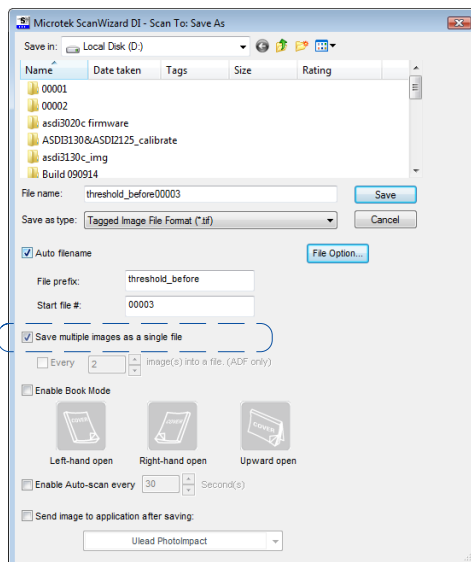 Microtek ScanWizard DI - Scan To: Save As
Save in: Local Disk (D:)
Name Date taken Tags Size Rating
00001
00002
asdi3020c firmware
ASDI3130&ASDI2125_calibrate
asdi3130c_img
Build 090914
File name: threshold_before00003 Save
Save as type: Tagged Image File Format (*.tif) Cancel
Auto filename File Option...
File prefix: threshold_before
Start file #: 00003
Save multiple images as a single file
Every 2 image(s) into a file. (ADF only)
Enable Book Mode
COVER COVER COVER
Left-hand open Right-hand open Upward open
Enable Auto-scan every 30 Second(s)
Send image to application after saving:
Ulead PhotoImpact